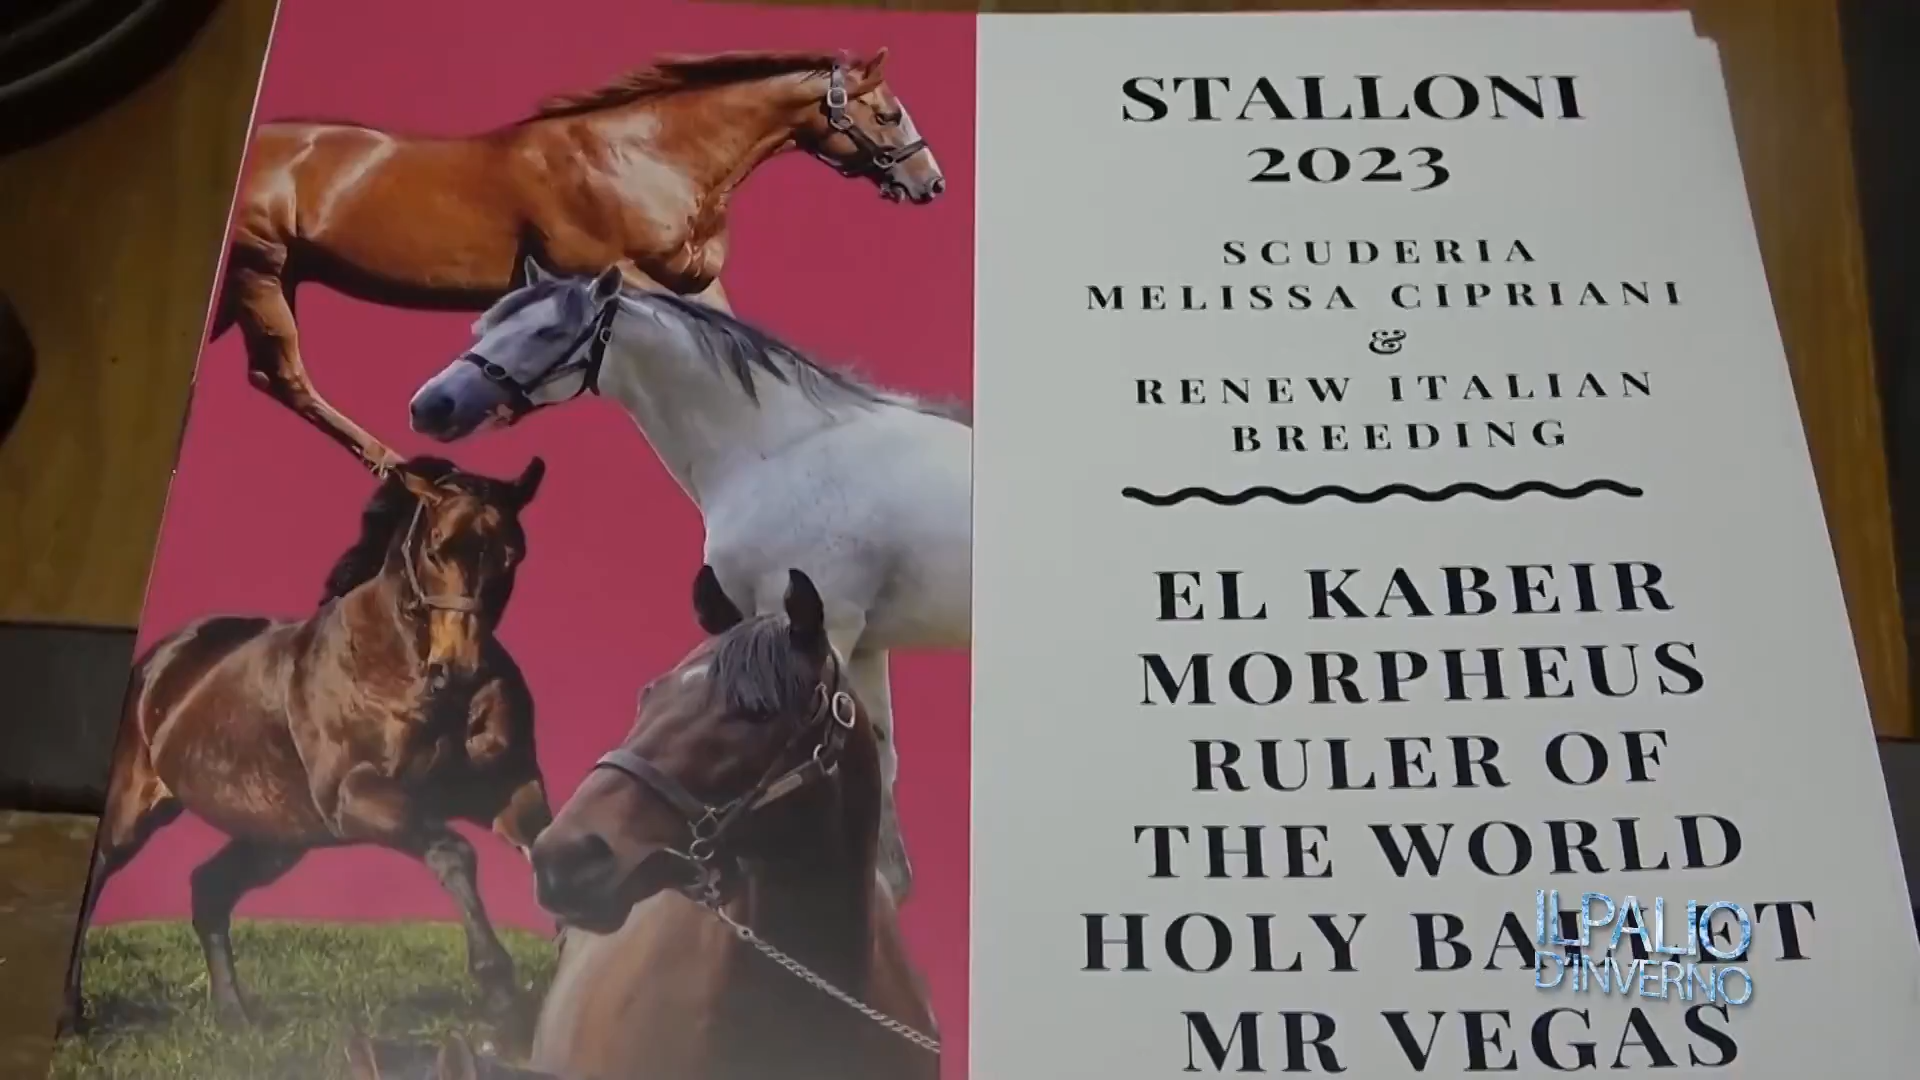 STALLONI
2023
SCUDERIA
MELISSA CIPRIANI
&
RENEW ITALIAN
BREEDING
EL KABEIR
MORPHEUS
RULER OF
THE WORLD
HOLY BALLET
MR VEGAS
IL PALIO
D'INVERNO